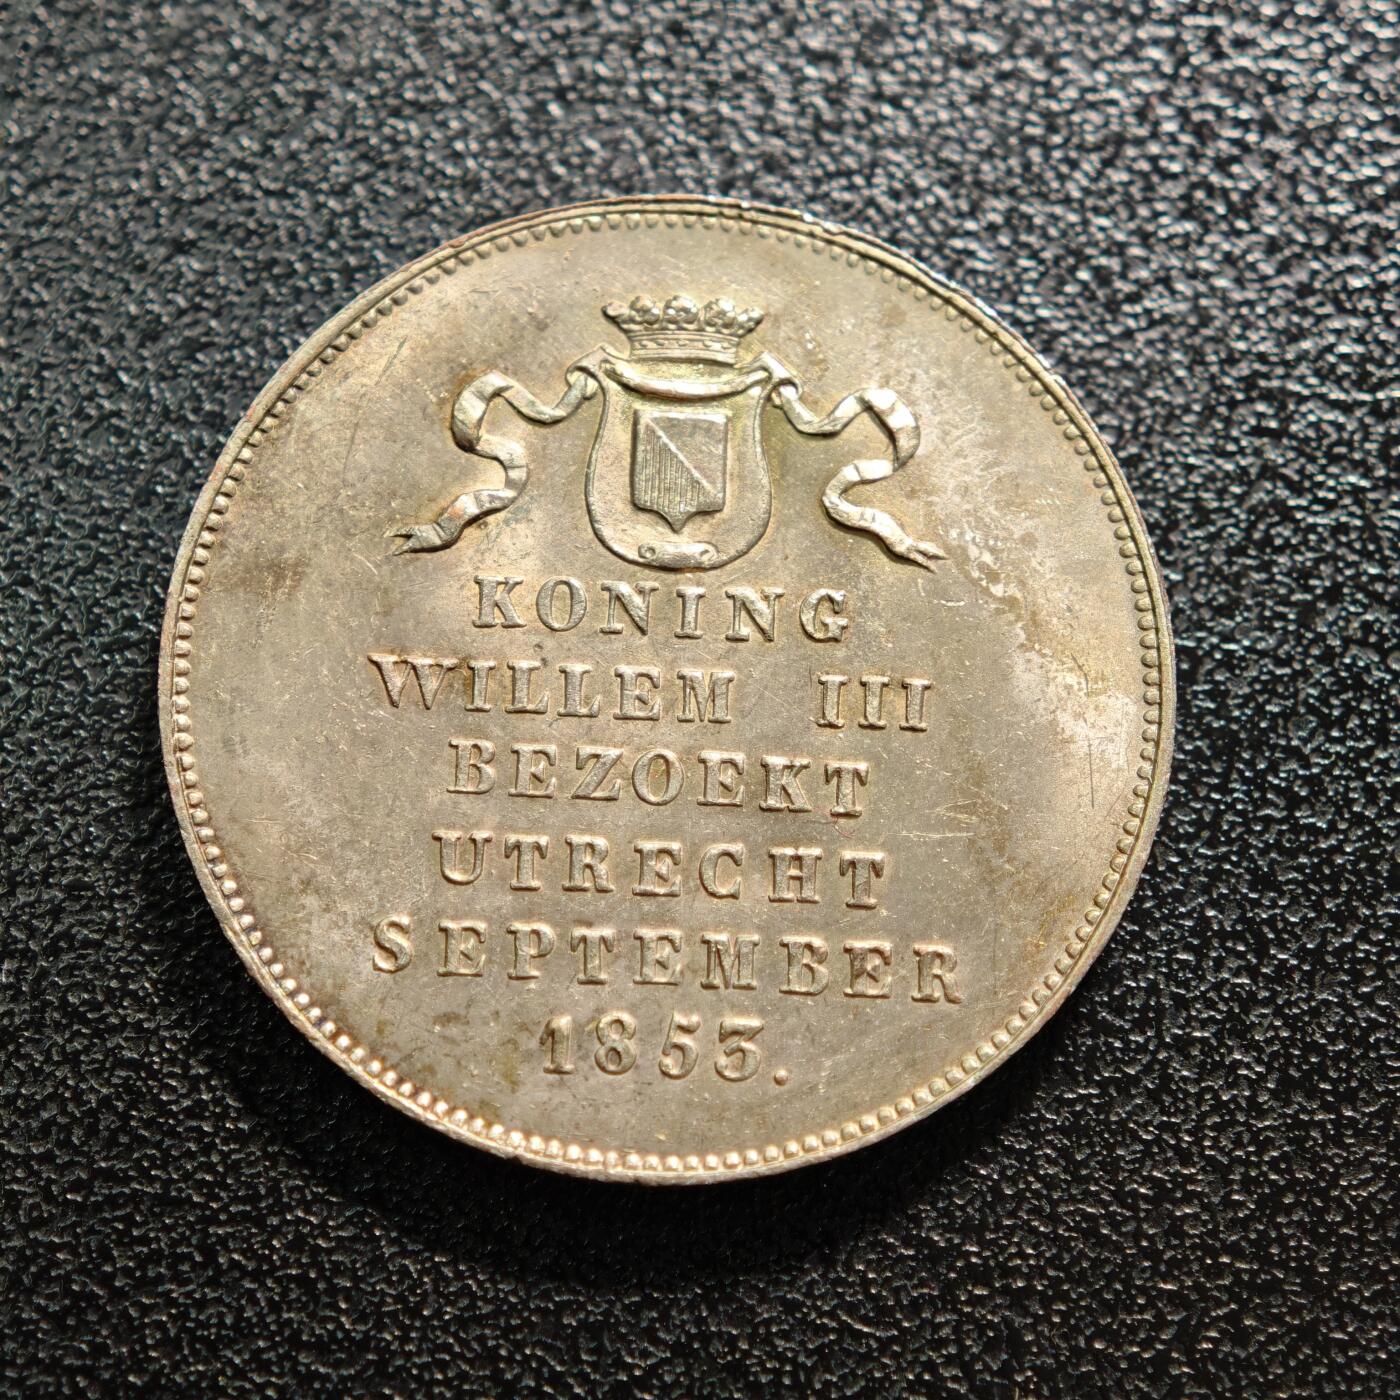 KONING
WILLEM III
BEZOEKT
UTRECHT
SEPTEMBER
1853.